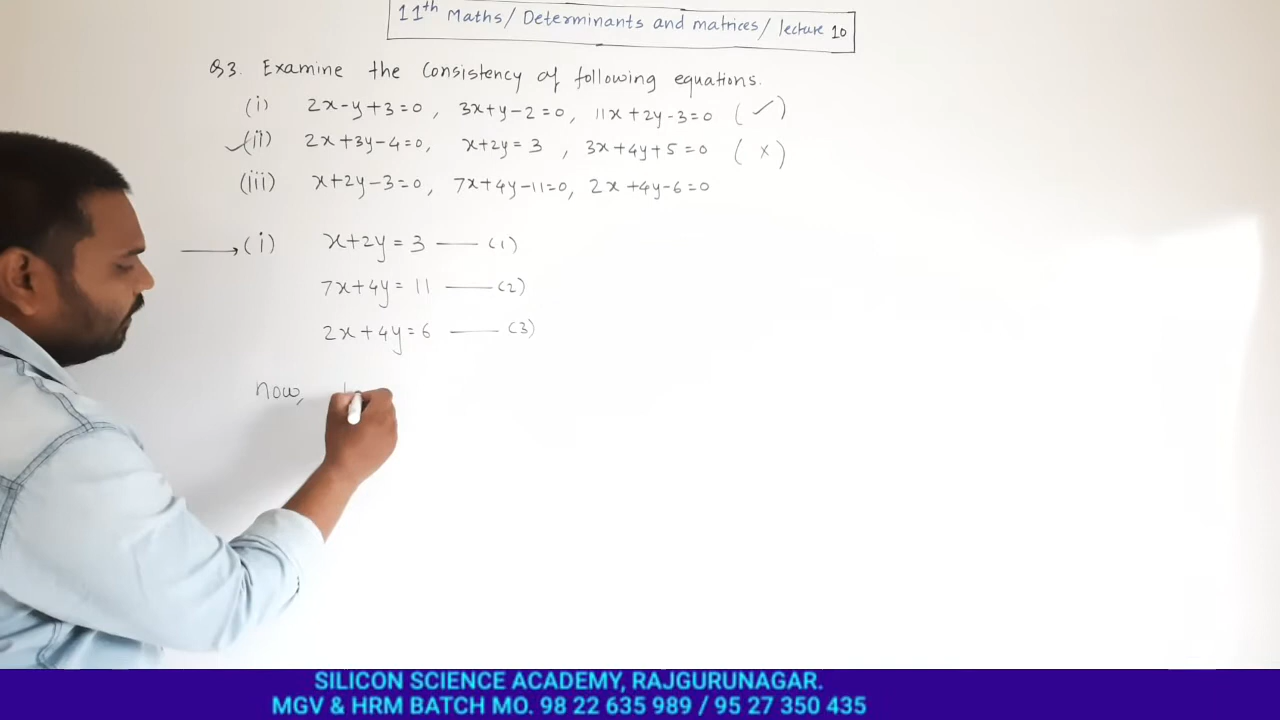 11th Maths/ Determinants and matrices/ lecture 10
Q3. Examine the Consistency of following equations.
(i) 2x-y+3=0, 3x+y-2=0, 11x+2y-3=0 (✓)
✓(ii) 2x+3y-4=0, x+2y=3, 3x+4y+5=0 (×)
(iii) x+2y-3=0, 7x+4y-11=0, 2x+4y-6=0
→(i) x+2y=3 —(1)
7x+4y=11 —(2)
2x+4y=6 —(3)
now,
SILICON SCIENCE ACADEMY, RAJGURUNAGAR.
MGV & HRM BATCH MO. 98 22 635 989 / 95 27 350 435